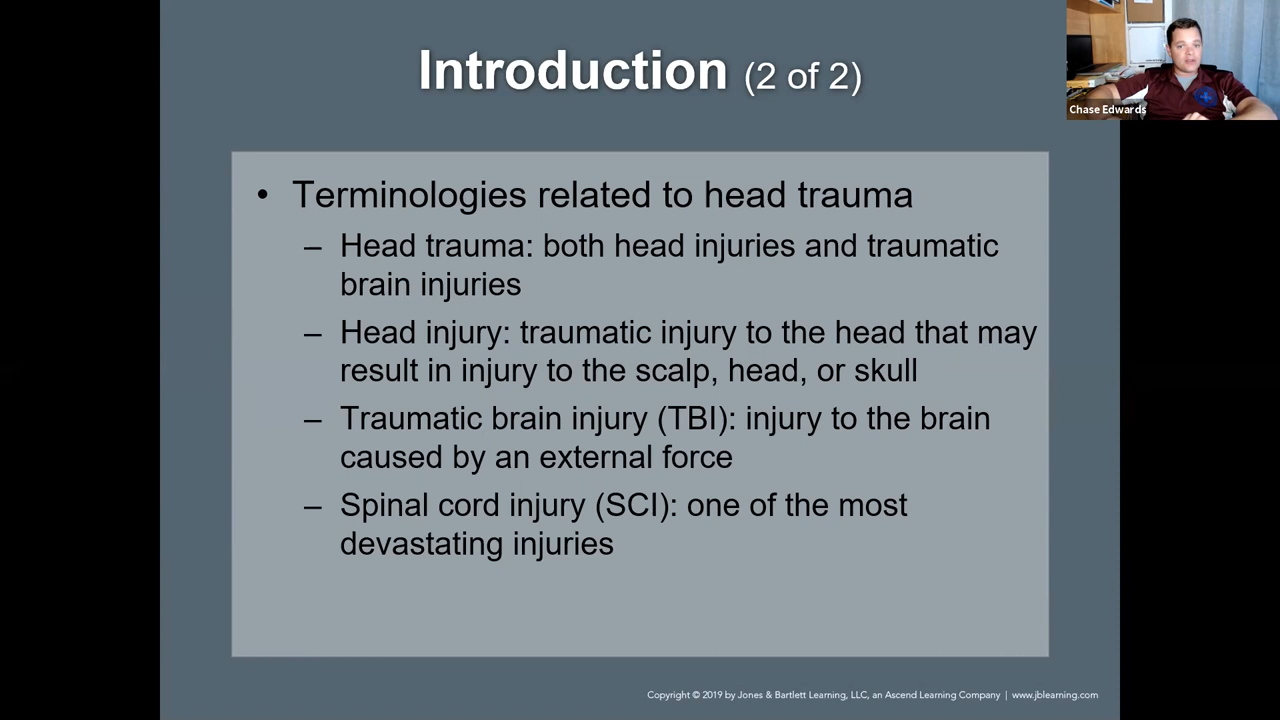 Introduction (2 of 2)
Chase Edwards
• Terminologies related to head trauma
– Head trauma: both head injuries and traumatic
brain injuries
– Head injury: traumatic injury to the head that may
result in injury to the scalp, head, or skull
– Traumatic brain injury (TBI): injury to the brain
caused by an external force
– Spinal cord injury (SCI): one of the most
devastating injuries
Copyright © 2019 by Jones & Bartlett Learning, LLC, an Ascend Learning Company | www.jblearning.com